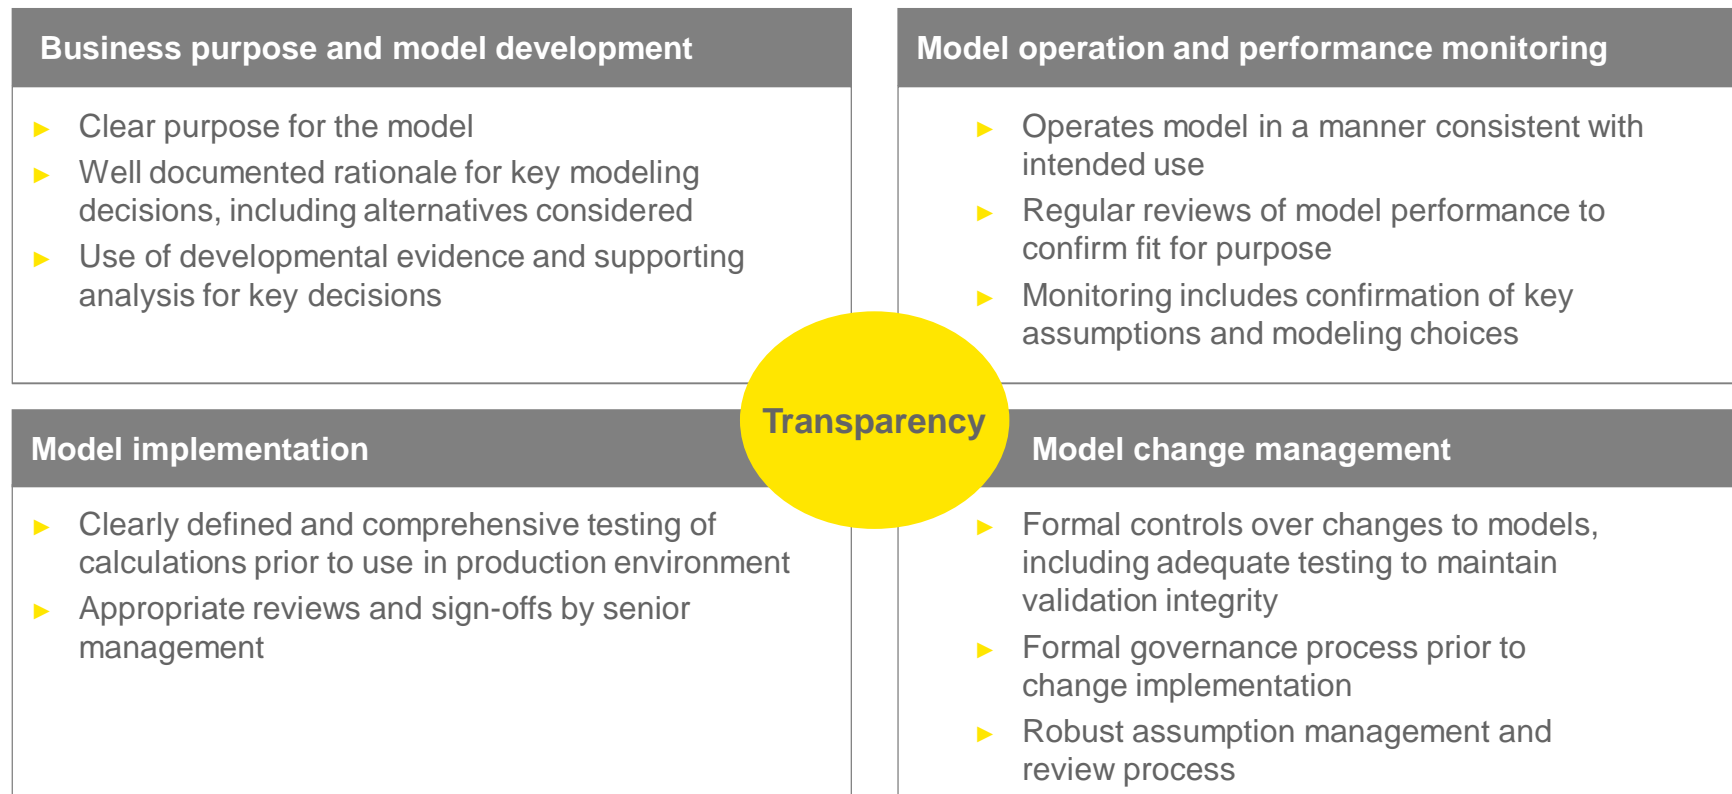 Business purpose and model development
► Clear purpose for the model
► Well documented rationale for key modeling
decisions, including alternatives considered
► Use of developmental evidence and supporting
analysis for key decisions
Model operation and performance monitoring
► Operates model in a manner consistent with
intended use
► Regular reviews of model performance to
confirm fit for purpose
► Monitoring includes confirmation of key
assumptions and modeling choices
Transparency
Model implementation
► Clearly defined and comprehensive testing of
calculations prior to use in production environment
► Appropriate reviews and sign-offs by senior
management
Model change management
► Formal controls over changes to models,
including adequate testing to maintain
validation integrity
► Formal governance process prior to
change implementation
► Robust assumption management and
review process